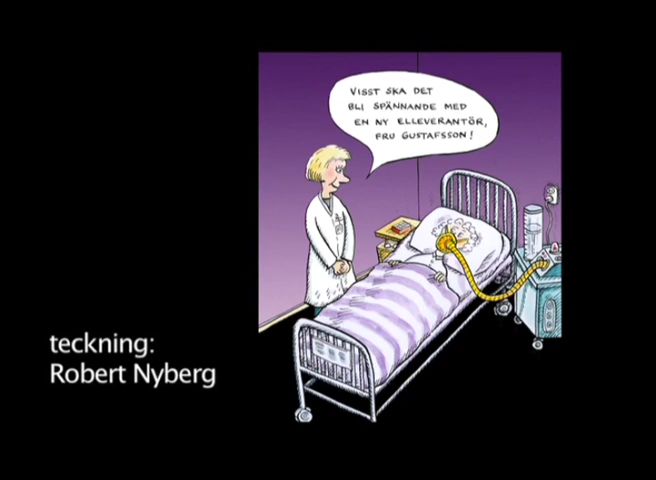 VISST SKA DET
BLI SPÄNNANDE MED
EN NY ELLEVERANTÖR,
FRU GUSTAFSSON!
teckning:
Robert Nyberg